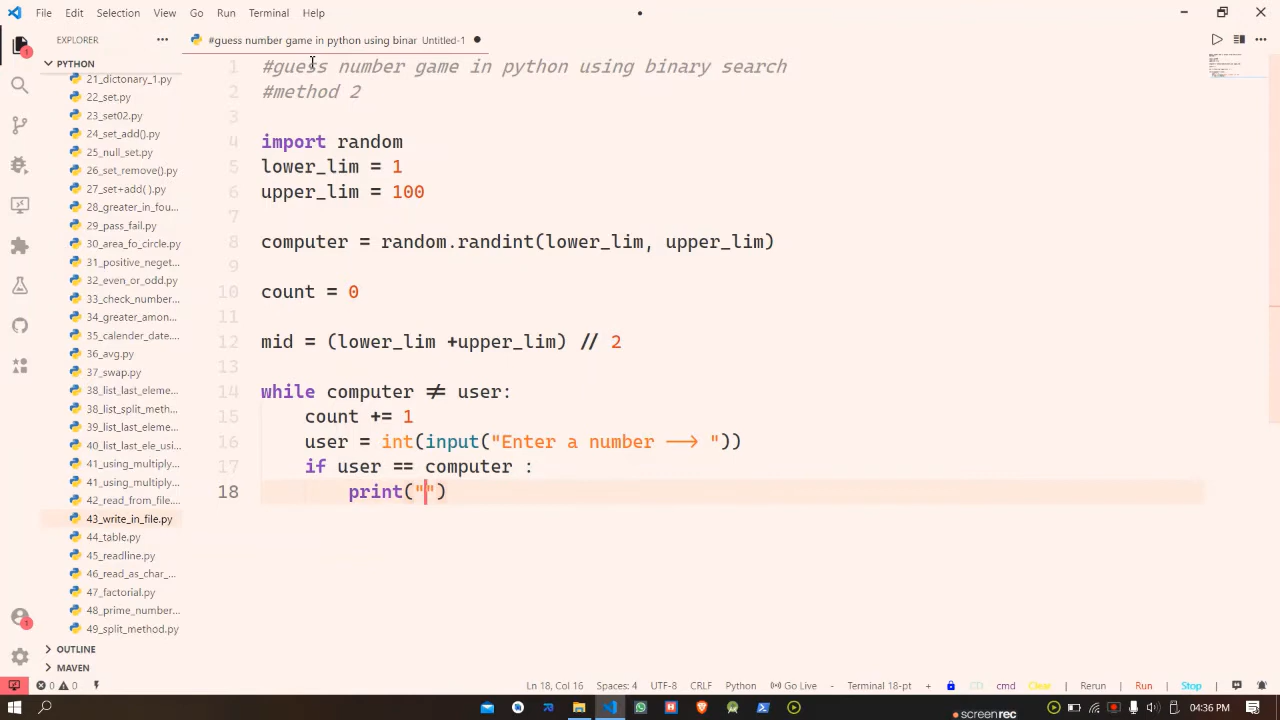 File Edit Selection View Go Run Terminal Help
EXPLORER
#guess number game in python using binar Untitled-1
PYTHON
21_dictonary_1.py
22_set.py
23_set02.py
24_set_add().py
25_null_set.py
26_set_remove().py
27_set+add( ).py
28_greater_in_fou...
29_pass_fail.py
30_area_fo_circle.py
31_positive_neget...
32_even_or_odd.py
33_check_number...
34_greater_amon...
35_calender_date....
36_avg.py
37_swap.py
38_list_last_eleme...
38_list_split_meth...
39_list_last_eleme...
40_list_last_ele_usi...
41_using_multiply...
41_using_multiply...
42_read_from_file....
43_write_in_file.py
44_table.py
45_readline.py
46_read_as_char_...
47_factorial.py
48_prime_number...
49_split_method.py
OUTLINE
MAVEN
1 #guess number game in python using binary search
2 #method 2
3
4 import random
5 lower_lim = 1
6 upper_lim = 100
7
8 computer = random.randint(lower_lim, upper_lim)
9
10 count = 0
11
12 mid = (lower_lim +upper_lim) // 2
13
14 while computer != user:
15 count += 1
16 user = int(input("Enter a number --> "))
17 if user == computer :
18 print("")
0 0 Ln 18, Col 16 Spaces: 4 UTF-8 CRLF Python Go Live Terminal 18-pt + cmd Clear Rerun Run Stop
screenrec
04:36 PM